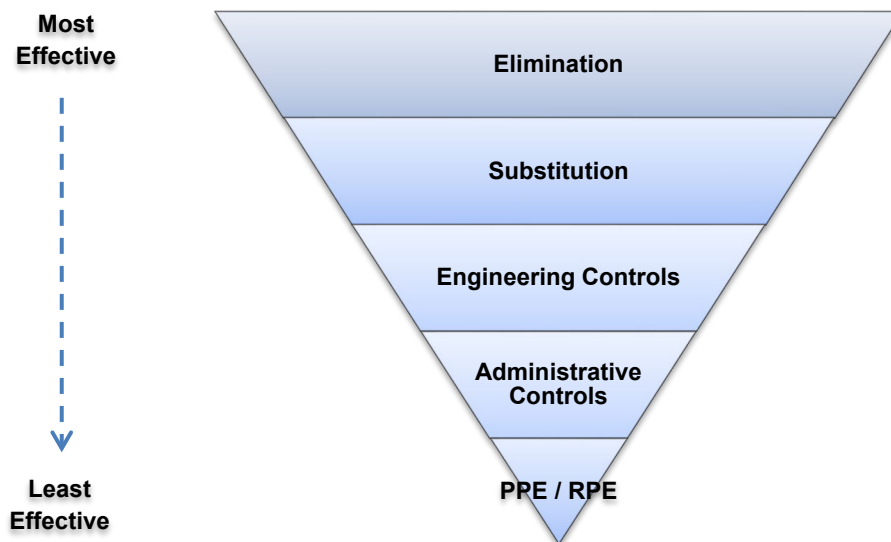 Most
Effective
Elimination
Substitution
Engineering Controls
Administrative
Controls
PPE / RPE
Least
Effective